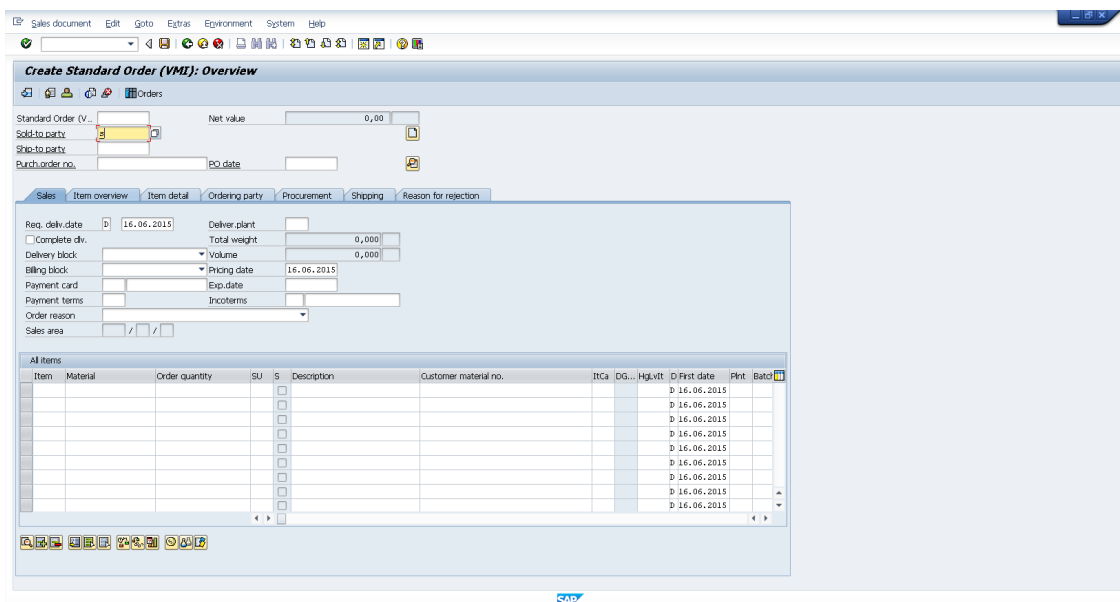 Sales document Edit Goto Extras Environment System Help
Create Standard Order (VMI): Overview
Orders
Standard Order (V... Net value 0,00
Sold-to party s
Ship-to party
Purch.order no. PO date
Sales Item overview Item detail Ordering party Procurement Shipping Reason for rejection
Req. deliv.date D 16.06.2015 Deliver.plant
Complete dlv. Total weight 0,000
Delivery block Volume 0,000
Billing block Pricing date 16.06.2015
Payment card Exp.date
Payment terms Incoterms
Order reason
Sales area / /
All items
Item Material Order quantity SU S Description Customer material no. ItCa DG... HgLvIt D First date Plnt Batch
D 16.06.2015
D 16.06.2015
D 16.06.2015
D 16.06.2015
D 16.06.2015
D 16.06.2015
D 16.06.2015
D 16.06.2015
D 16.06.2015
SAP